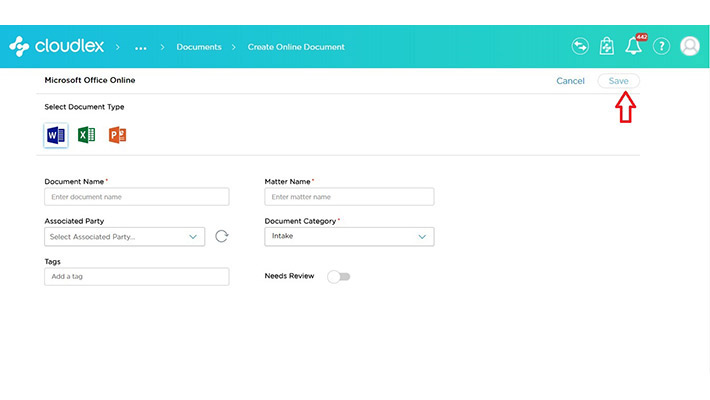 cloudlex > ... > Documents > Create Online Document 442 ?
Microsoft Office Online Cancel Save
Select Document Type
W X P
Document Name * Matter Name *
Enter document name Enter matter name
Associated Party Document Category *
Select Associated Party... Intake
Tags
Add a tag Needs Review